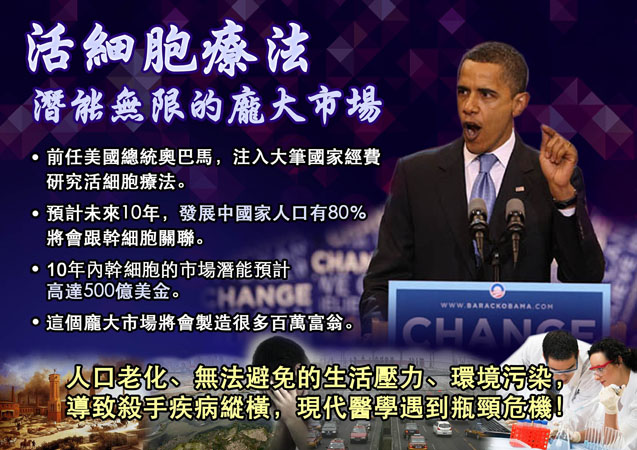 活細胞療法
潛能無限的龐大市場
• 前任美國總統奧巴馬，注入大筆國家經費
研究活細胞療法。
• 預計未來10年，發展中國家人口有80%
將會跟幹細胞關聯。
• 10年內幹細胞的市場潛能預計
高達500億美金。
• 這個龐大市場將會製造很多百萬富翁。
WWW.BARACKOBAMA.COM
CHANGE
人口老化、無法避免的生活壓力、環境污染，
導致殺手疾病縱橫，現代醫學遇到瓶頸危機！